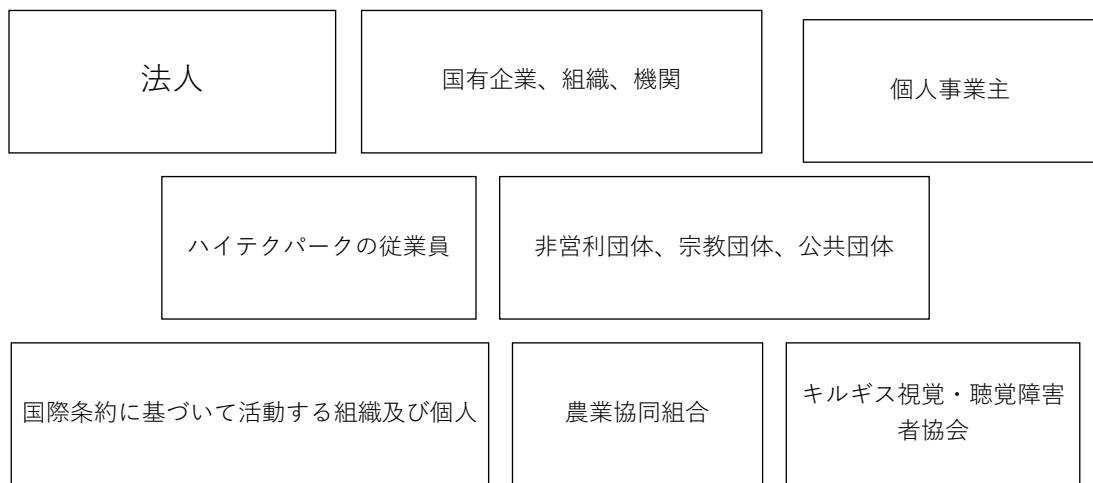 法人
国有企業、組織、機関
個人事業主
ハイテクパークの従業員
非営利団体、宗教団体、公共団体
国際条約に基づいて活動する組織及び個人
農業協同組合
キルギス視覚・聴覚障害
者協会